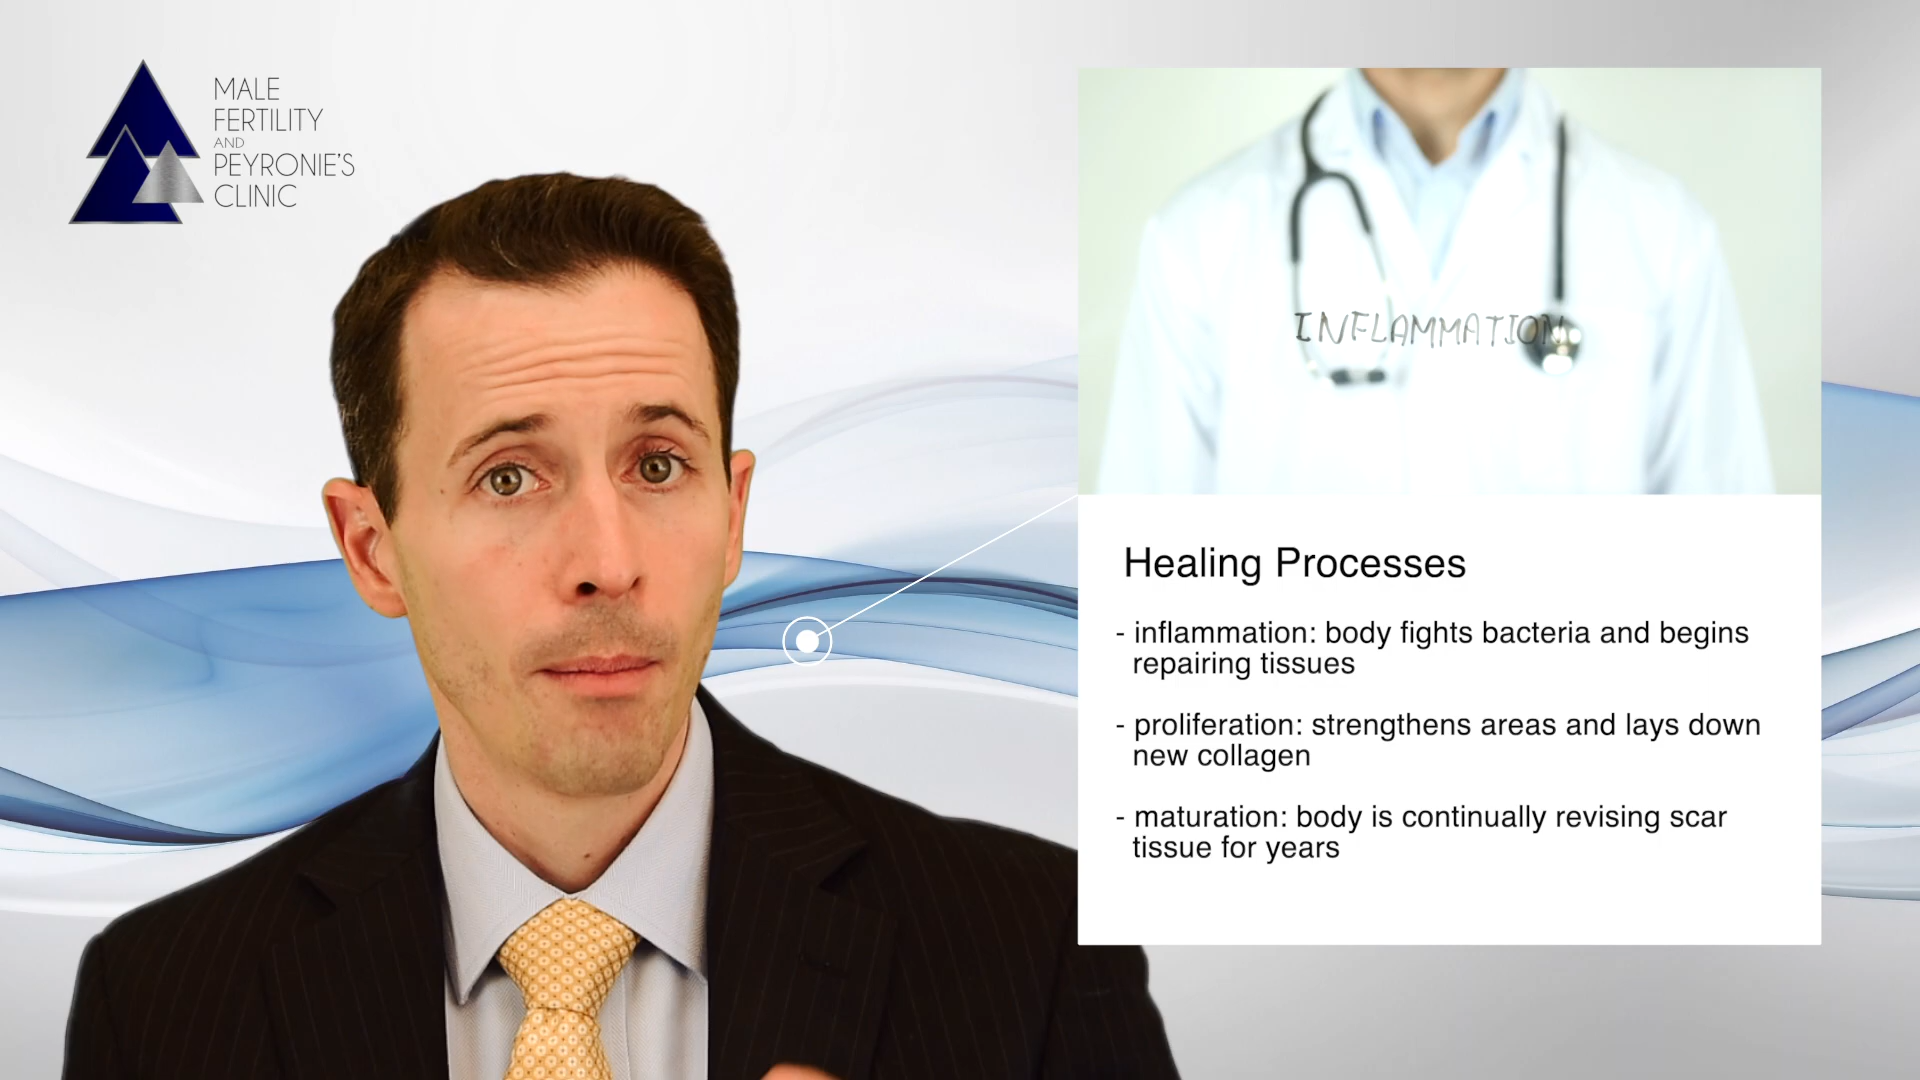 MALE
FERTILITY
AND
PEYRONIE'S
CLINIC
INFLAMMATION
Healing Processes
- inflammation: body fights bacteria and begins
repairing tissues
- proliferation: strengthens areas and lays down
new collagen
- maturation: body is continually revising scar
tissue for years